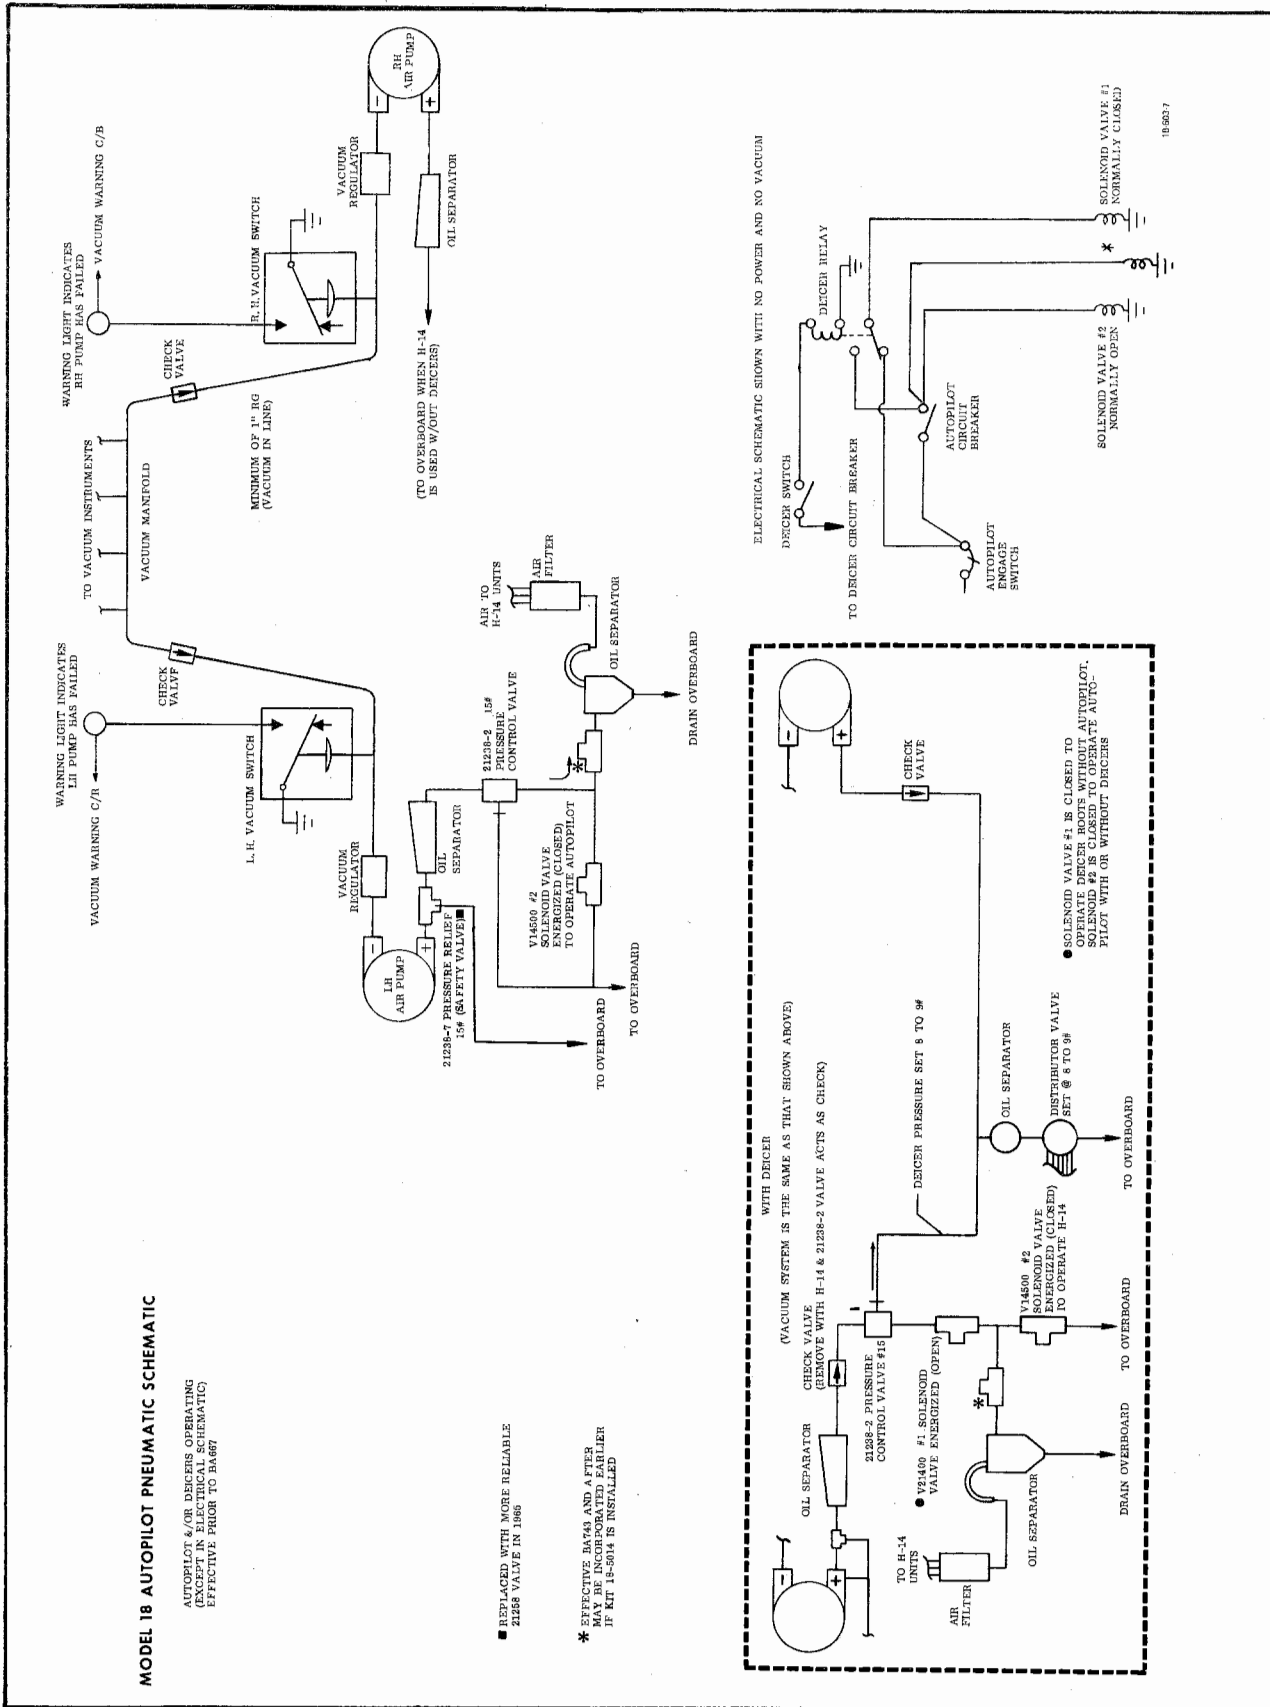 MODEL 18 AUTOPILOT PNEUMATIC SCHEMATIC
AUTOPILOT &/OR DEICERS OPERATING
(EXCEPT IN ELECTRICAL SCHEMATIC)
EFFECTIVE PRIOR TO BA667
■ REPLACED WITH MORE RELIABLE
21258 VALVE IN 1965
* EFFECTIVE BA743 AND AFTER
MAY BE INCORPORATED EARLIER
IF KIT 18-5014 IS INSTALLED
WARNING LIGHT INDICATES
LH PUMP HAS FAILED
VACUUM WARNING C/B
L. H. VACUUM SWITCH
CHECK
VALVE
TO VACUUM INSTRUMENTS
VACUUM MANIFOLD
WARNING LIGHT INDICATES
RH PUMP HAS FAILED
VACUUM WARNING C/B
CHECK
VALVE
R. H. VACUUM SWITCH
MINIMUM OF 1" RG
(VACUUM IN LINE)
VACUUM
REGULATOR
VACUUM
REGULATOR
-
LH
AIR PUMP
+
-
RH
AIR PUMP
+
OIL SEPARATOR
(TO OVERBOARD WHEN H-14
IS USED W/OUT DEICERS)
21238-7 PRESSURE RELIEF
15# (SAFETY VALVE) ■
OIL
SEPARATOR
21238-2 15#
PRESSURE
CONTROL VALVE
V14500 #2
SOLENOID VALVE
ENERGIZED (CLOSED)
TO OPERATE AUTOPILOT
*
AIR TO
H-14 UNITS
AIR
FILTER
OIL SEPARATOR
DRAIN OVERBOARD
TO OVERBOARD
TO OVERBOARD
WITH DEICER
(VACUUM SYSTEM IS THE SAME AS THAT SHOWN ABOVE)
CHECK VALVE
(REMOVE WITH H-14 & 21238-2 VALVE ACTS AS CHECK)
-
+
OIL SEPARATOR
21238-2 PRESSURE
CONTROL VALVE #15
● V21400 #1 SOLENOID
VALVE ENERGIZED (OPEN)
TO H-14
UNITS
AIR
FILTER
*
OIL SEPARATOR
DRAIN OVERBOARD
V14500 #2
SOLENOID VALVE
ENERGIZED (CLOSED)
TO OPERATE H-14
TO OVERBOARD
DEICER PRESSURE SET 8 TO 9#
OIL SEPARATOR
DISTRIBUTOR VALVE
SET @ 8 TO 9#
TO OVERBOARD
-
+
CHECK
VALVE
● SOLENOID VALVE #1 IS CLOSED TO
OPERATE DEICER BOOTS WITHOUT AUTOPILOT.
SOLENOID #2 IS CLOSED TO OPERATE AUTO-
PILOT WITH OR WITHOUT DEICERS
ELECTRICAL SCHEMATIC SHOWN WITH NO POWER AND NO VACUUM
DEICER SWITCH
DEICER RELAY
TO DEICER CIRCUIT BREAKER
AUTOPILOT
CIRCUIT
BREAKER
AUTOPILOT
ENGAGE
SWITCH
SOLENOID VALVE #2
NORMALLY OPEN
*
SOLENOID VALVE #1
NORMALLY CLOSED
18-603-7